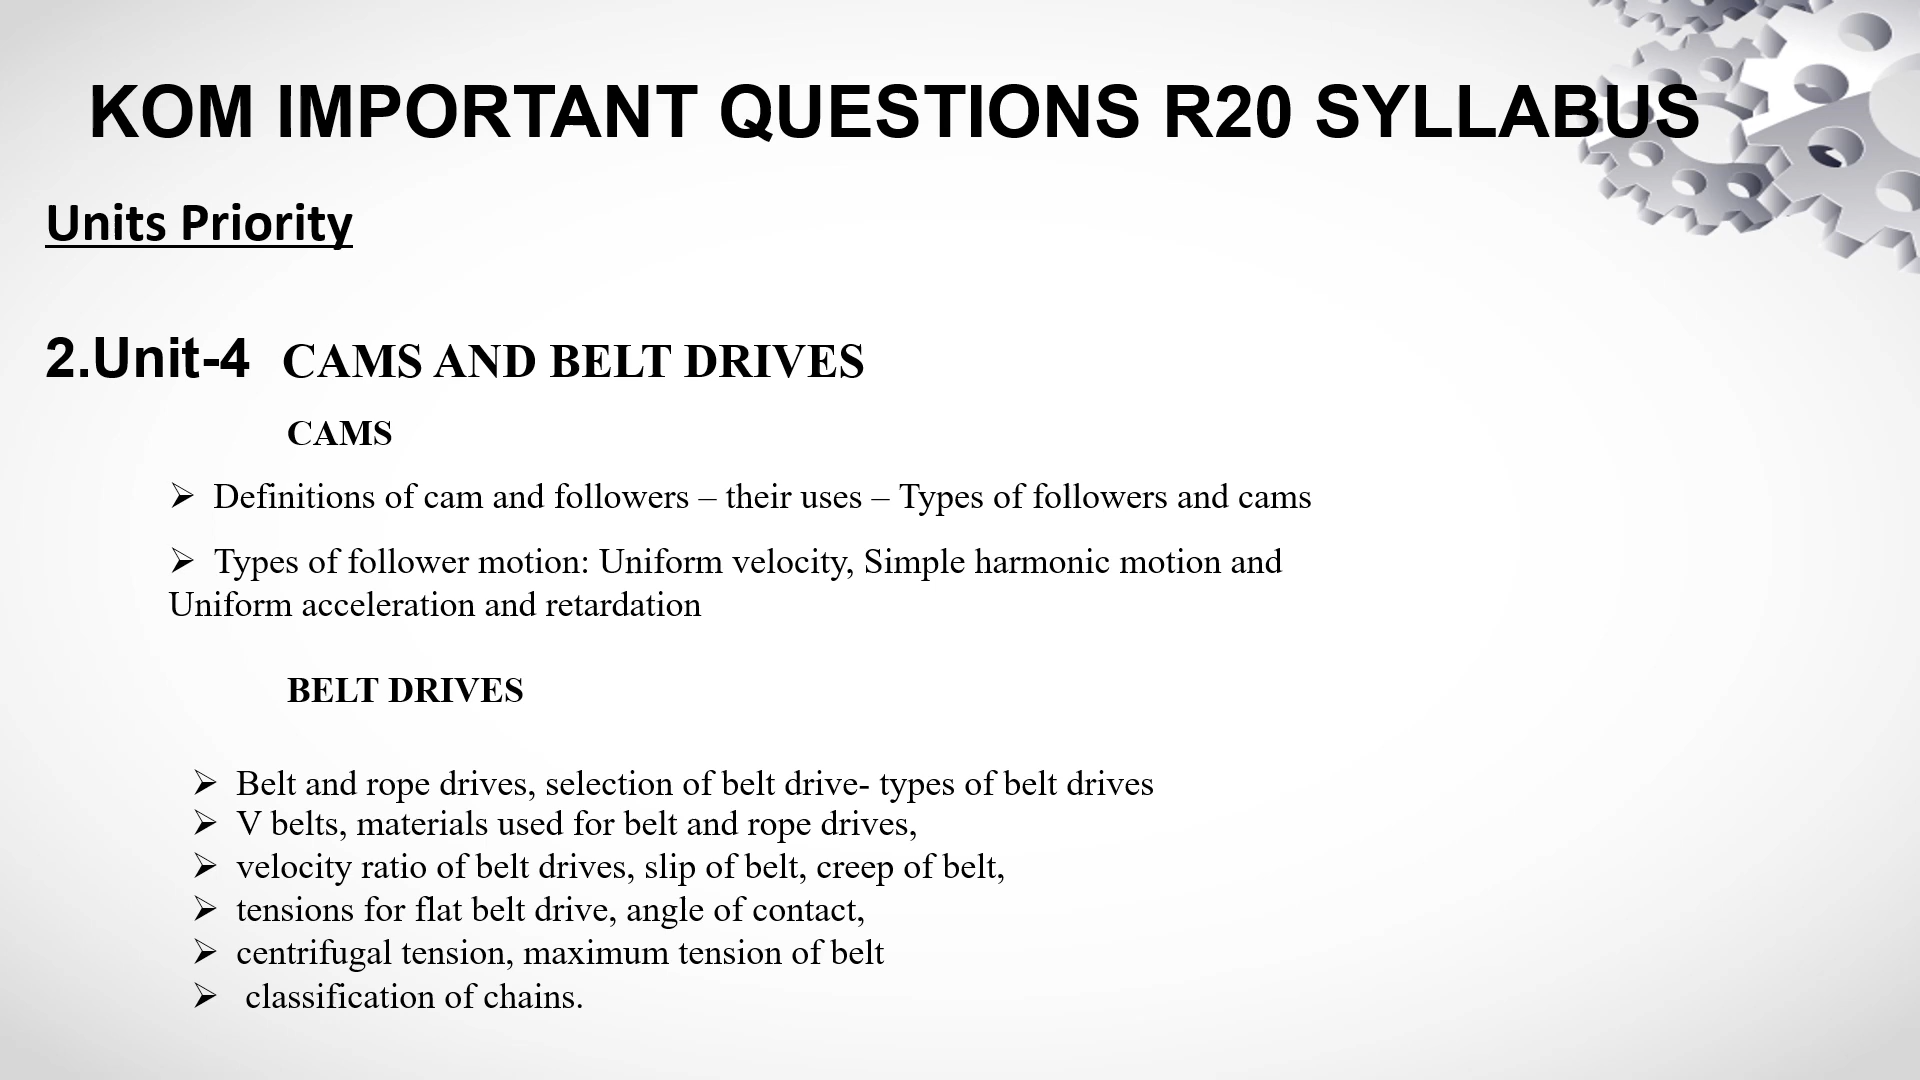 KOM IMPORTANT QUESTIONS R20 SYLLABUS
Units Priority
2.Unit-4 CAMS AND BELT DRIVES
CAMS
➢ Definitions of cam and followers – their uses – Types of followers and cams
➢ Types of follower motion: Uniform velocity, Simple harmonic motion and
Uniform acceleration and retardation
BELT DRIVES
➢ Belt and rope drives, selection of belt drive- types of belt drives
➢ V belts, materials used for belt and rope drives,
➢ velocity ratio of belt drives, slip of belt, creep of belt,
➢ tensions for flat belt drive, angle of contact,
➢ centrifugal tension, maximum tension of belt
➢ classification of chains.